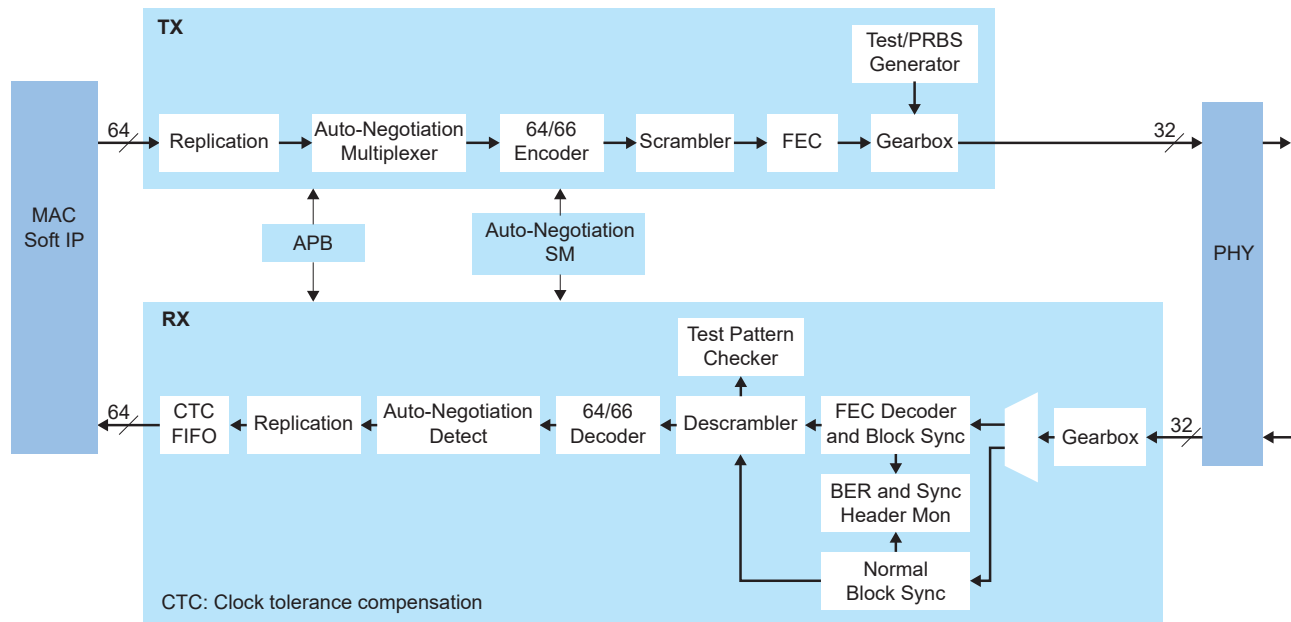 TX
Test/PRBS
Generator
64
Replication
Auto-Negotiation
Multiplexer
64/66
Encoder
Scrambler
FEC
Gearbox
32
MAC
Soft IP
APB
Auto-Negotiation
SM
PHY
RX
Test Pattern
Checker
64
CTC
FIFO
Replication
Auto-Negotiation
Detect
64/66
Decoder
Descrambler
FEC Decoder
and Block Sync
Gearbox
32
BER and Sync
Header Mon
Normal
Block Sync
CTC: Clock tolerance compensation